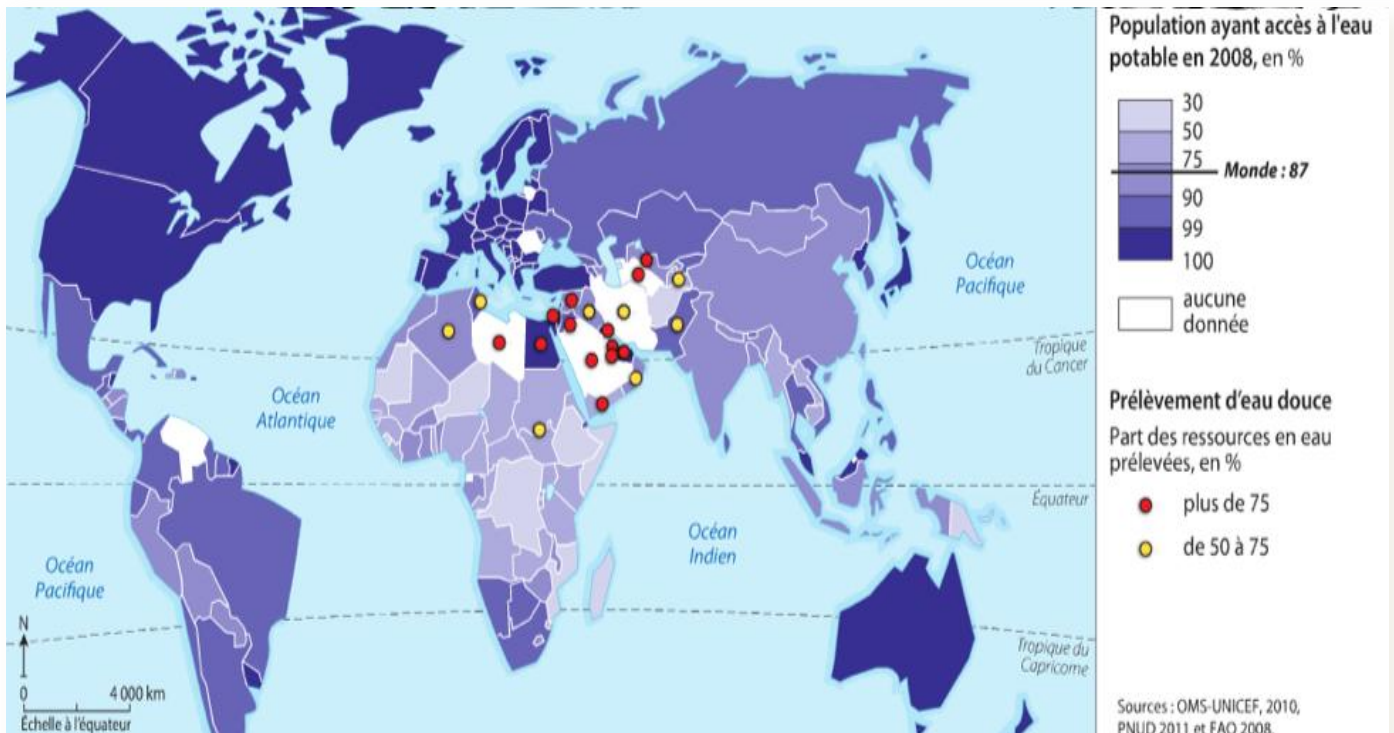 Population ayant accès à l'eau
potable en 2008, en %
30
50
75
Monde : 87
90
99
100
aucune
donnée
Prélèvement d'eau douce
Part des ressources en eau
prélevées, en %
plus de 75
de 50 à 75
Sources : OMS-UNICEF, 2010,
PNUD 2011 et FAO 2008.
Océan
Pacifique
Tropique
du Cancer
Océan
Atlantique
Équateur
Océan
Indien
Océan
Pacifique
Tropique du
Capricorne
N
0 4 000 km
Échelle à l'équateur